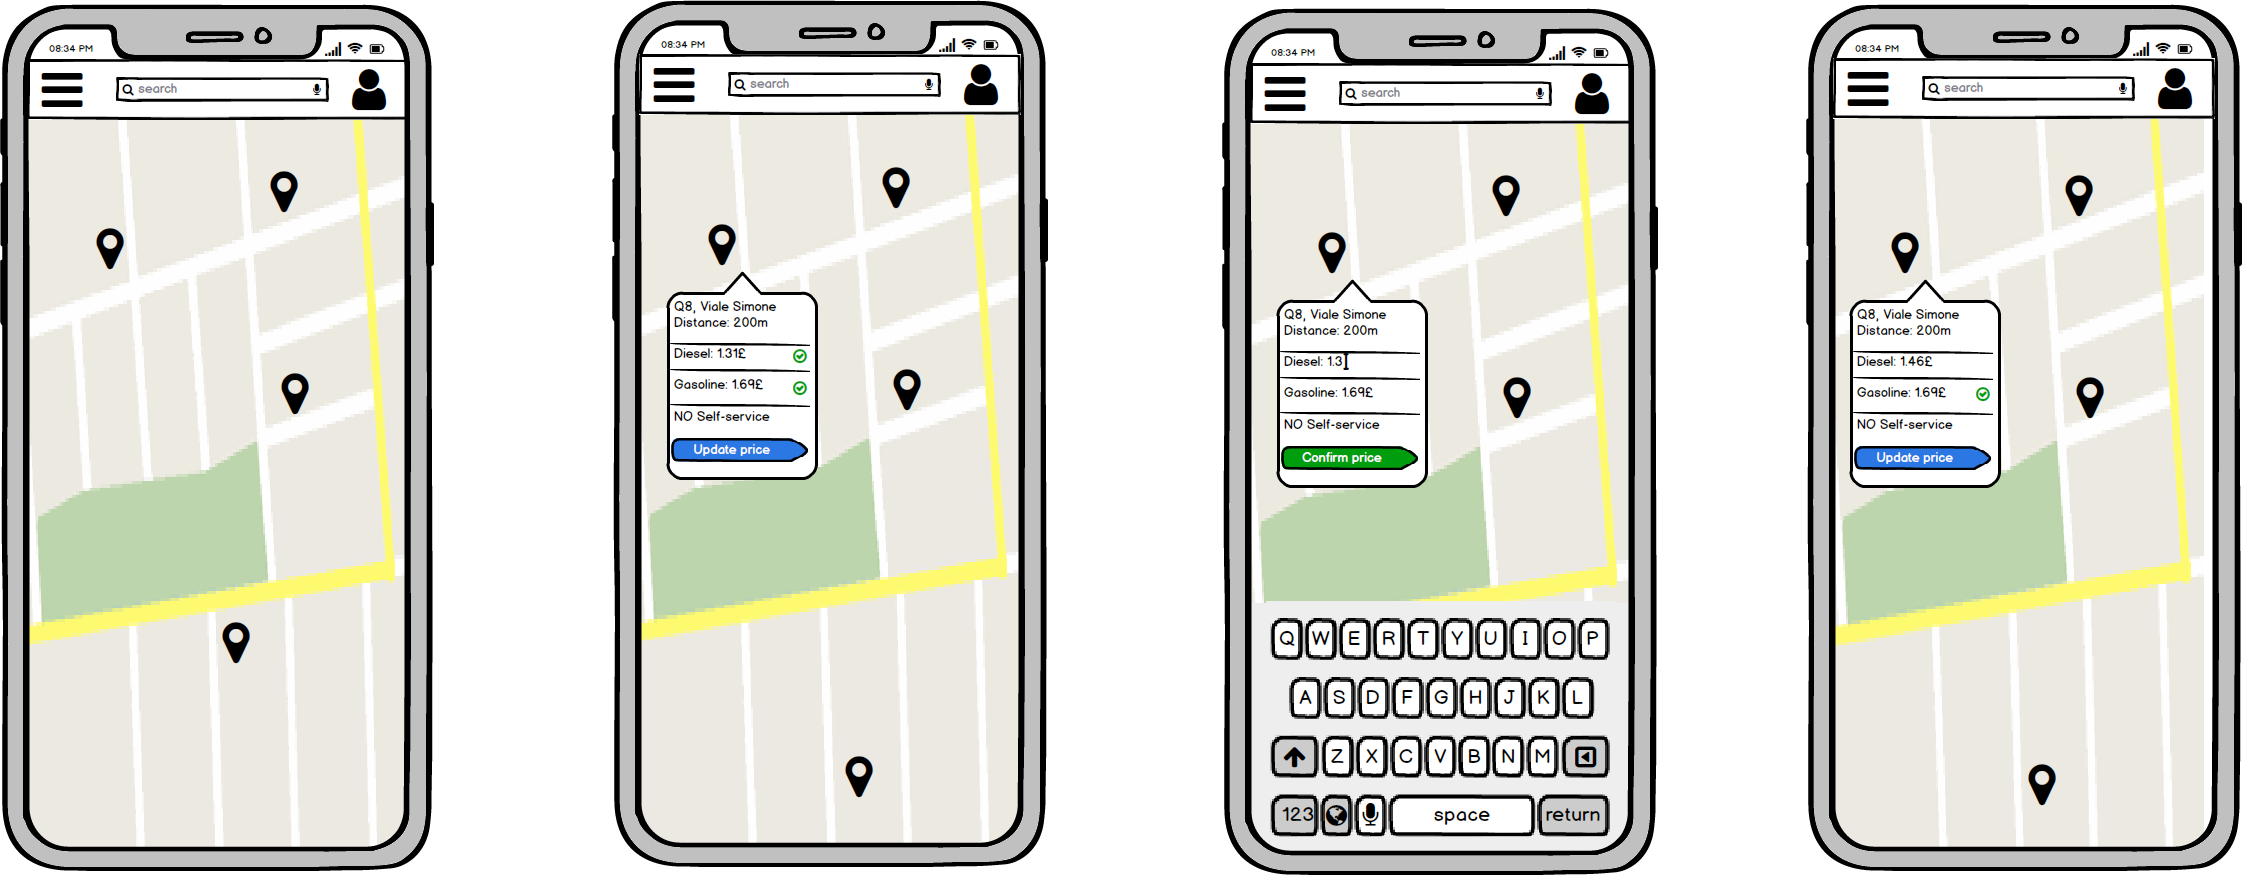 08:34 PM
search
08:34 PM
search
Q8, Viale Simone
Distance: 200m
Diesel: 1.31£
Gasoline: 1.69£
NO Self-service
Update price
08:34 PM
search
Q8, Viale Simone
Distance: 200m
Diesel: 1.3
Gasoline: 1.69£
NO Self-service
Confirm price
Q W E R T Y U I O P
A S D F G H J K L
Z X C V B N M
123 space return
08:34 PM
search
Q8, Viale Simone
Distance: 200m
Diesel: 1.46£
Gasoline: 1.69£
NO Self-service
Update price